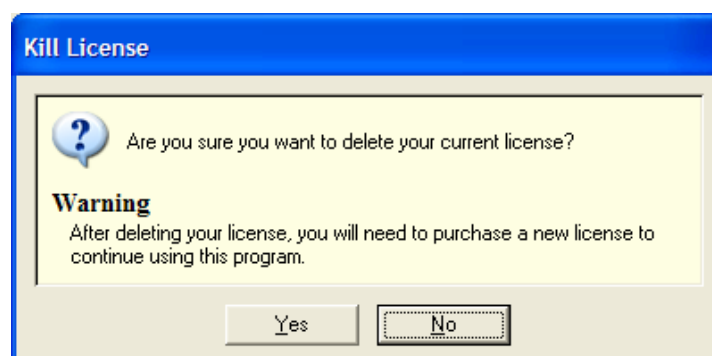 Kill License
Are you sure you want to delete your current license?
Warning
After deleting your license, you will need to purchase a new license to
continue using this program.
Yes No